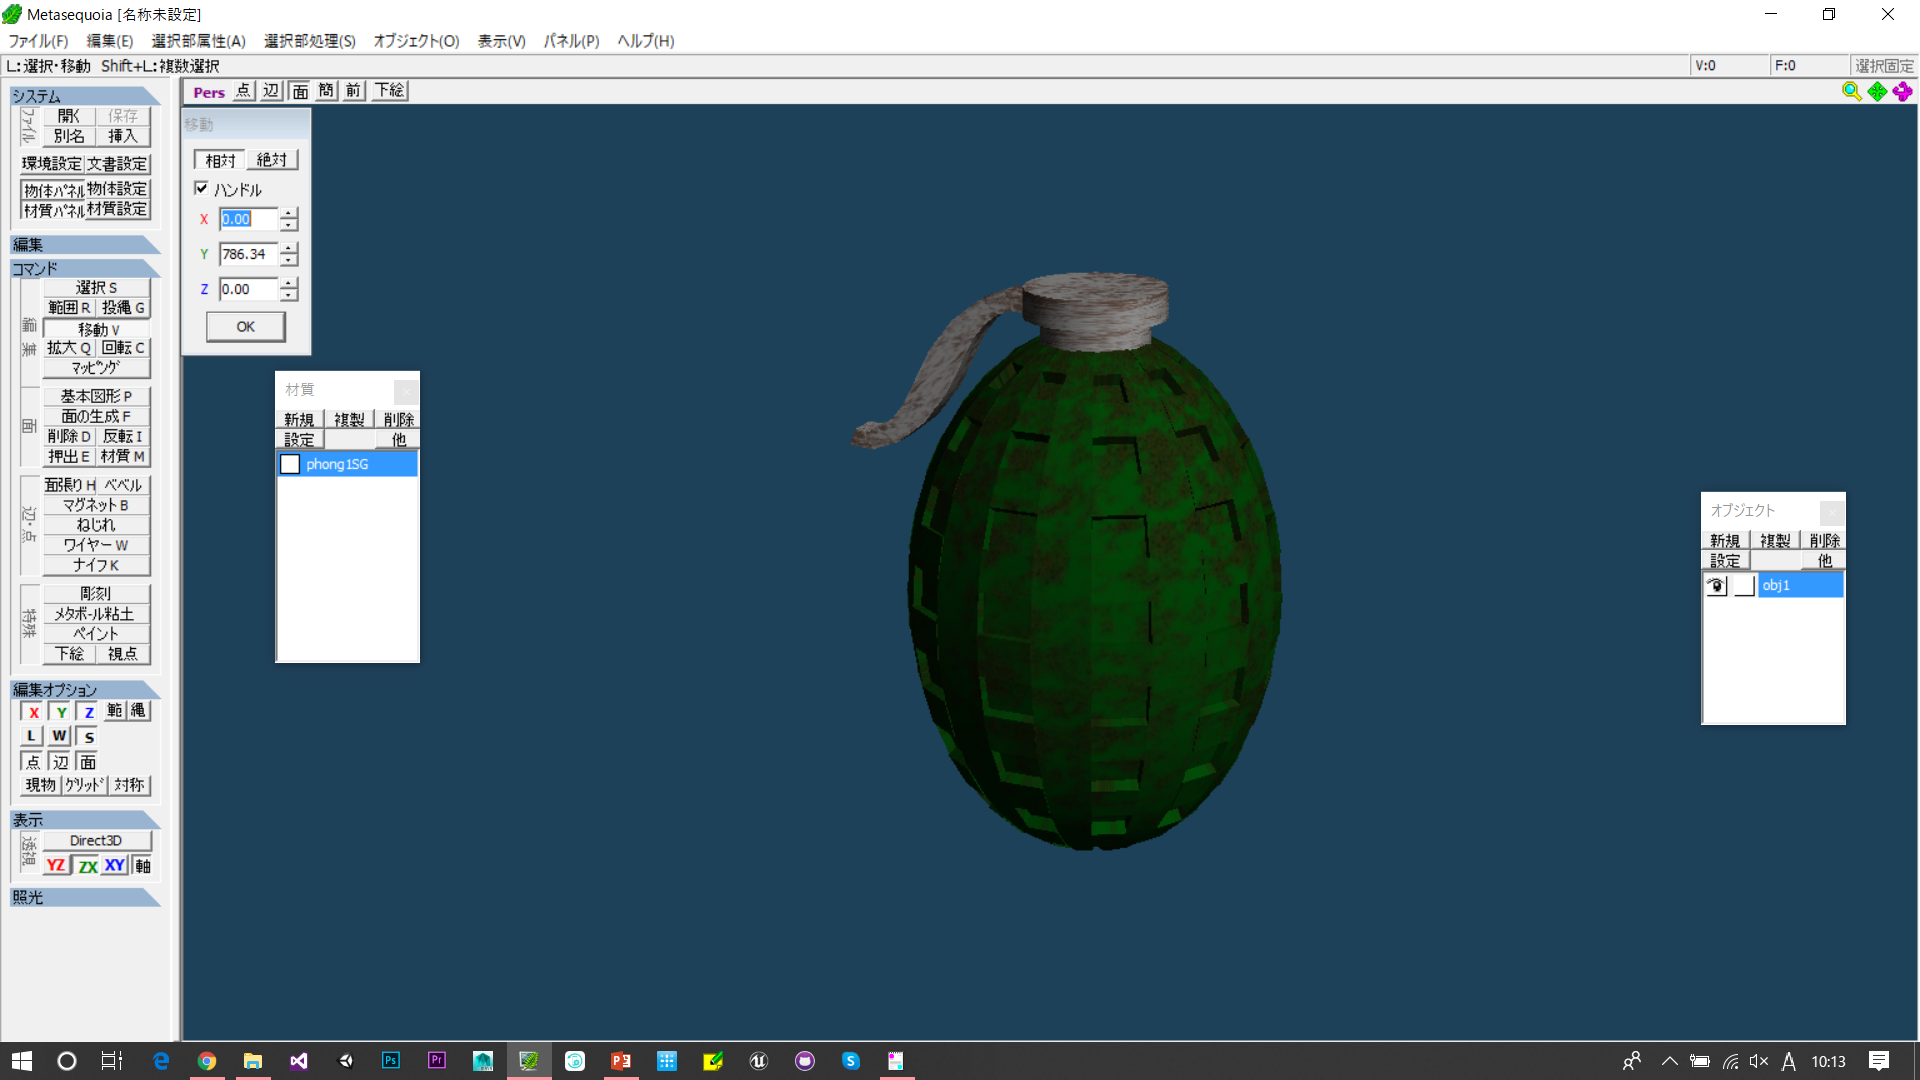 Metasequoia [名称未設定]
ファイル(F) 編集(E) 選択部属性(A) 選択部処理(S) オブジェクト(O) 表示(V) パネル(P) ヘルプ(H)
L:選択・移動 Shift+L:複数選択 V:0 F:0 選択固定
Pers 点 辺 面 簡 前 下絵
システム
ファイル
開く 保存
別名 挿入
環境設定 文書設定
物体パネル 物体設定
材質パネル 材質設定
編集
コマンド
編集
選択 S
範囲 R 投縄 G
移動 V
拡大 Q 回転 C
マッピング
面
基本図形 P
面の生成 F
削除 D 反転 I
押出 E 材質 M
辺・点
面張り H ベベル
マグネット B
ねじれ
ワイヤー W
ナイフ K
特殊
彫刻
メタボール粘土
ペイント
下絵 視点
編集オプション
X Y Z 範 縄
L W S
点 辺 面
現物 グリッド 対称
表示
透視
Direct3D
YZ ZX XY 軸
照光
移動
相対 絶対
ハンドル
X 0.00
Y 786.34
Z 0.00
OK
材質
新規 複製 削除
設定 他
phong1SG
オブジェクト
新規 複製 削除
設定 他
obj1
Ps Pr P S A 10:13